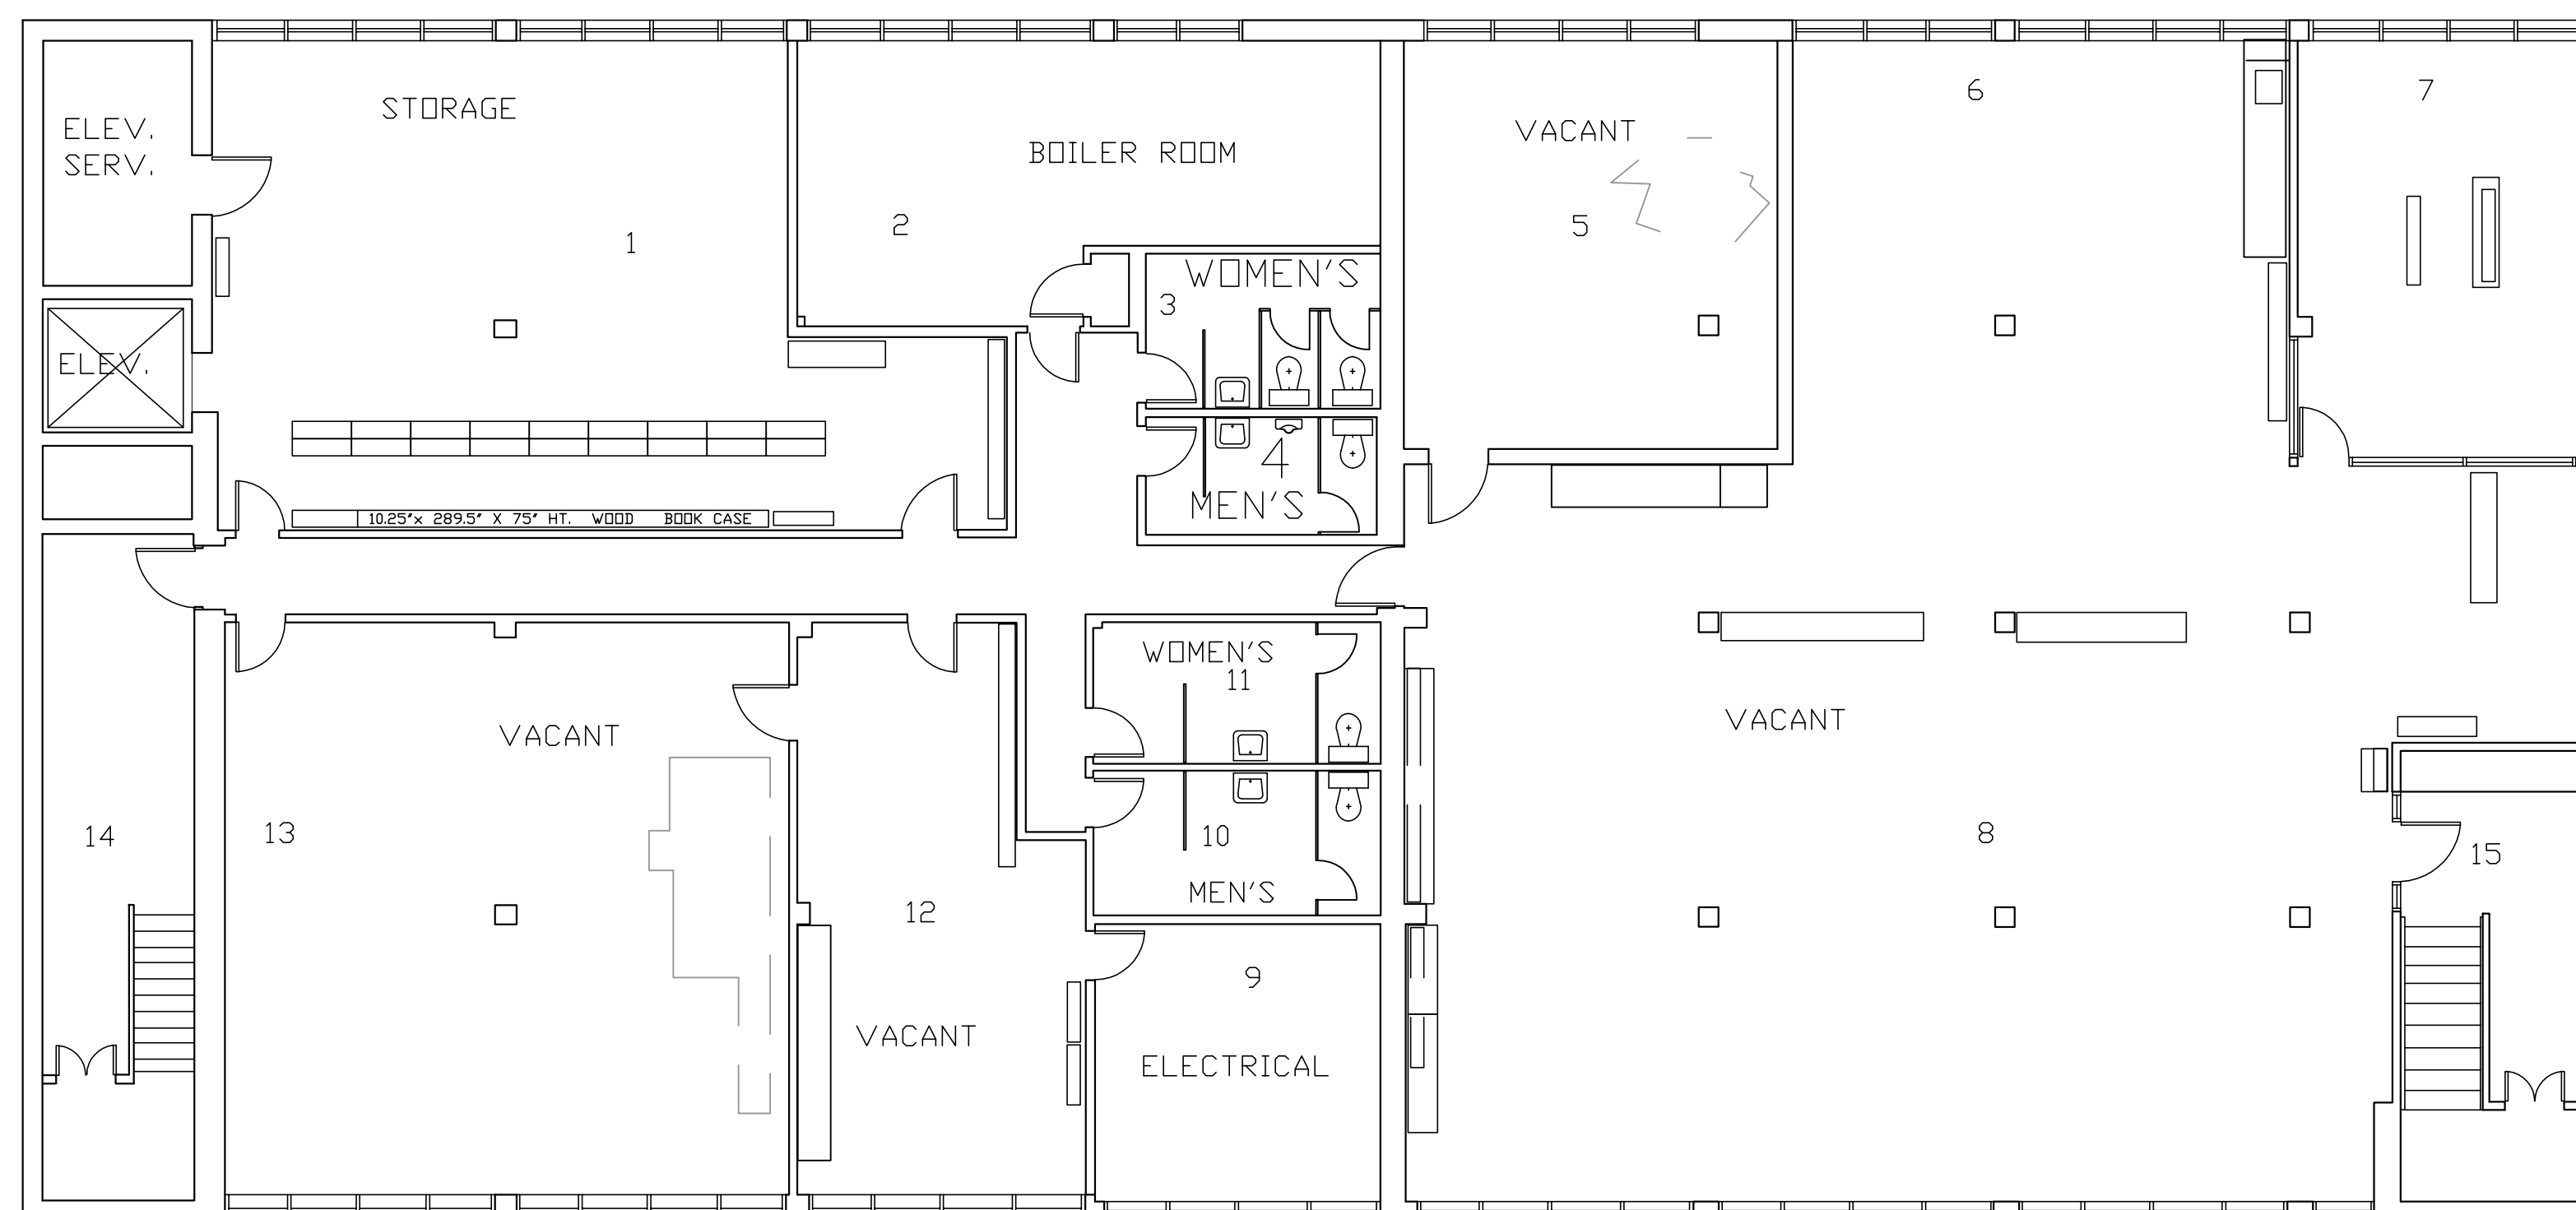 ELEV.
SERV.
STORAGE
1
BOILER ROOM
2
WOMEN'S
3
VACANT
5
6
7
ELEV.
4
MEN'S
10.25"x 289.5" X 75" HT. WOOD BOOK CASE
WOMEN'S
11
VACANT
VACANT
14
13
10
8
15
MEN'S
12
9
VACANT
ELECTRICAL